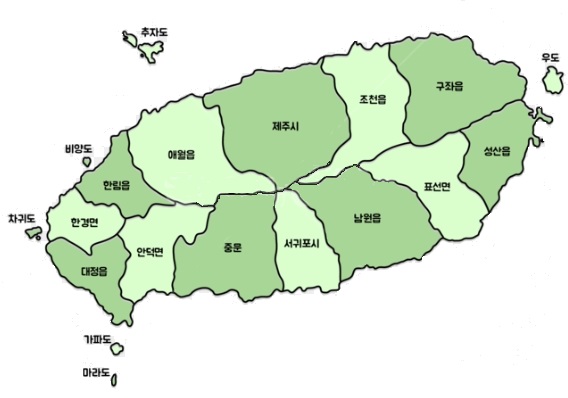 추자도
우도
구좌읍
조천읍
제주시
애월읍
비양도
성산읍
한림읍
표선면
차귀도
한경면
남원읍
서귀포시
중문
안덕면
대정읍
가파도
마라도